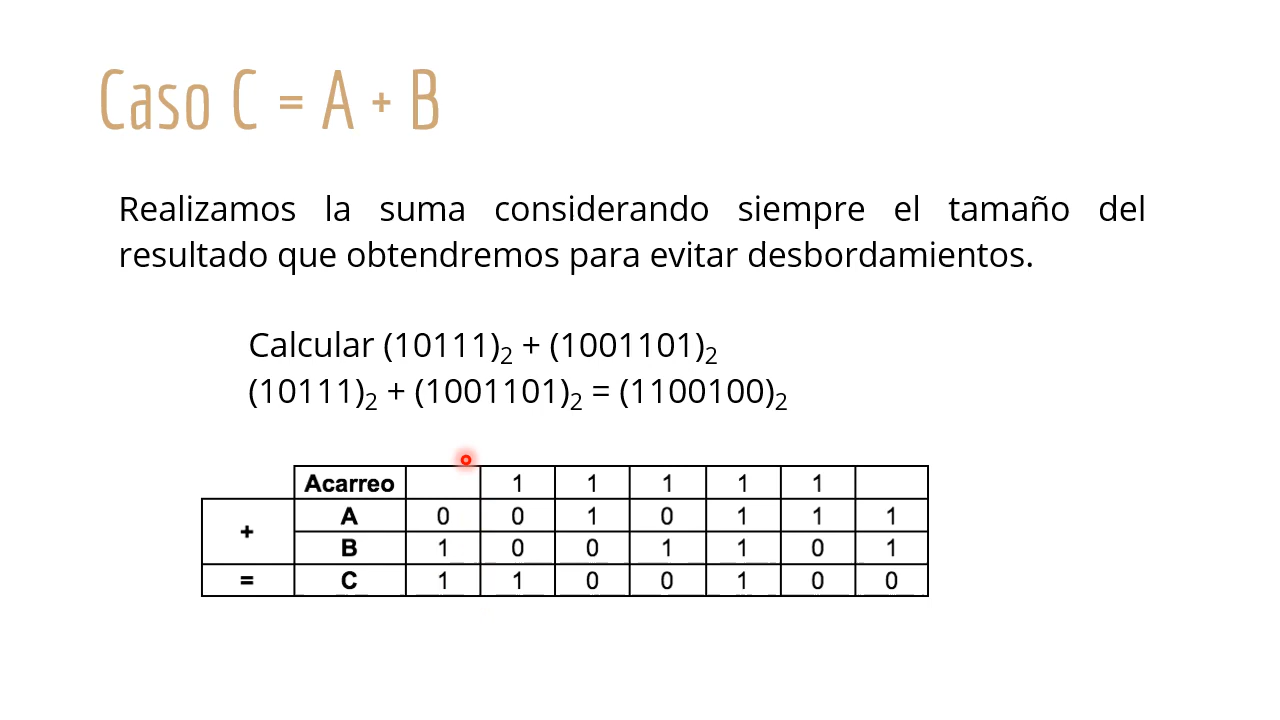 Caso C = A + B
Realizamos la suma considerando siempre el tamaño del
resultado que obtendremos para evitar desbordamientos.
Calcular (10111)₂ + (1001101)₂
(10111)₂ + (1001101)₂ = (1100100)₂
Acarreo 1 1 1 1 1
+
A 0 0 1 0 1 1 1
B 1 0 0 1 1 0 1
= C 1 1 0 0 1 0 0